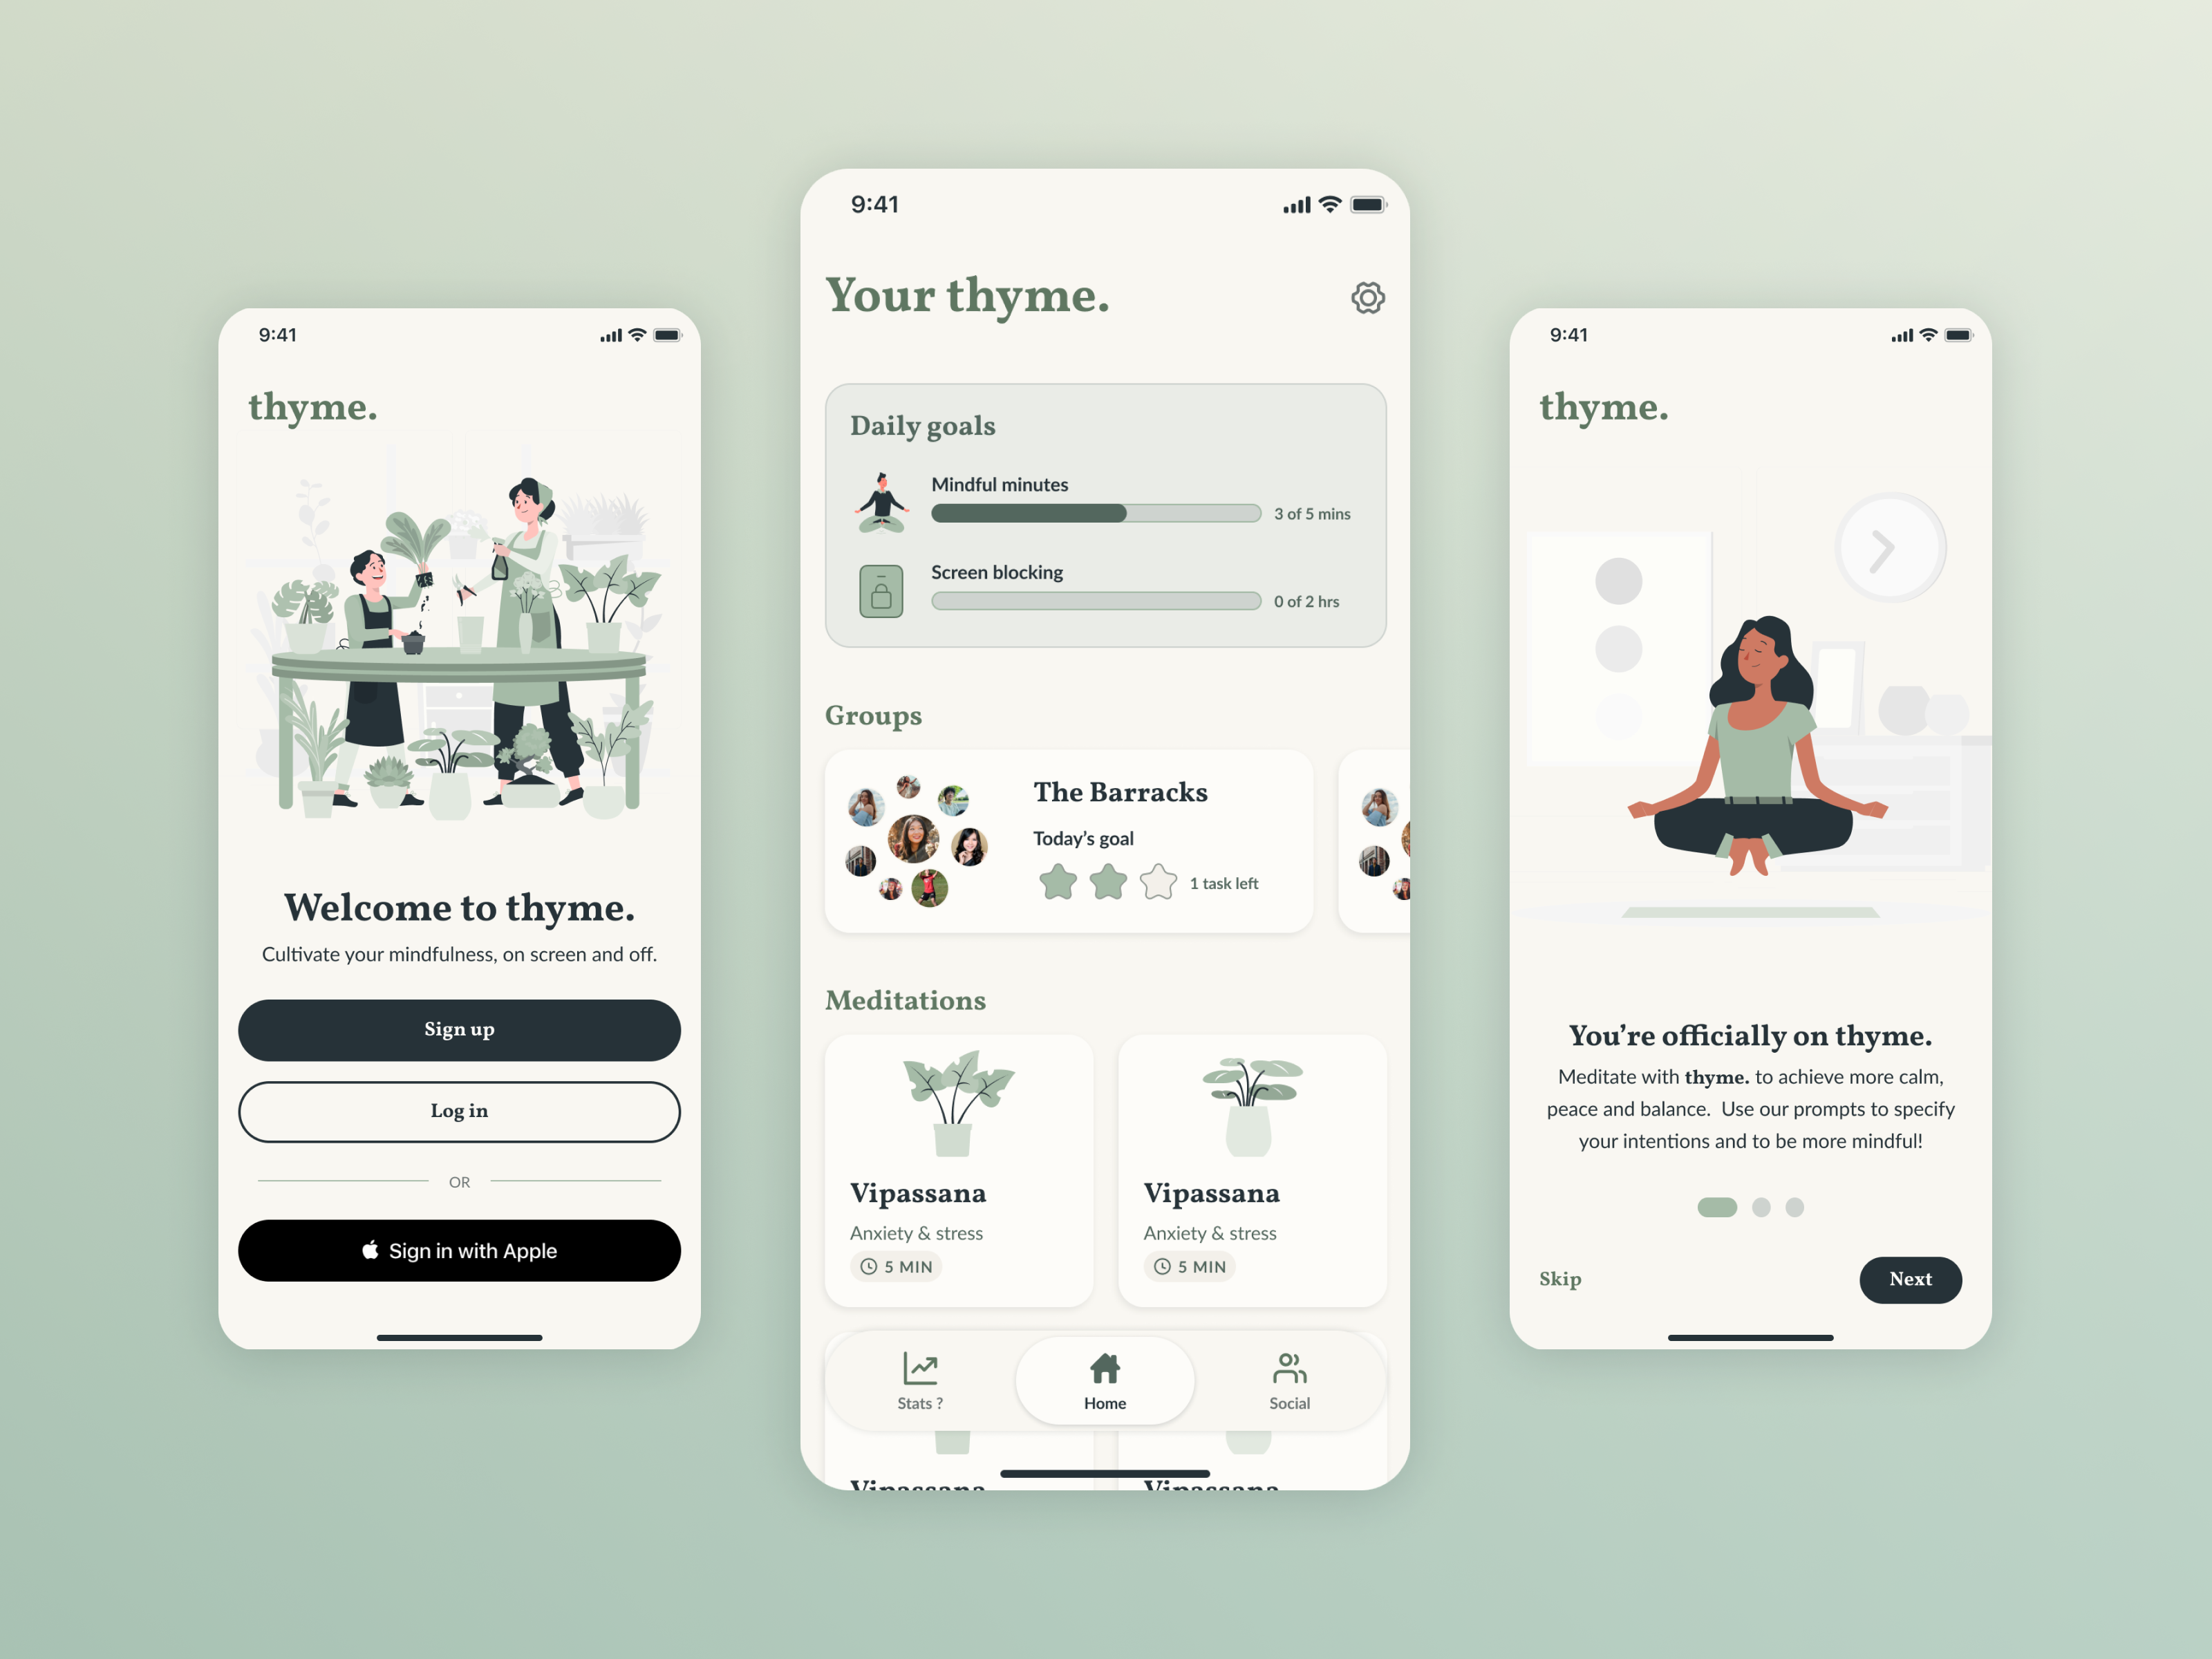 9:41
thyme.
Welcome to thyme.
Cultivate your mindfulness, on screen and off.
Sign up
Log in
OR
Sign in with Apple
9:41
Your thyme.
Daily goals
Mindful minutes
3 of 5 mins
Screen blocking
0 of 2 hrs
Groups
The Barracks
Today’s goal
1 task left
Meditations
Vipassana
Anxiety & stress
5 MIN
Vipassana
Anxiety & stress
5 MIN
Stats ?
Home
Social
Vipassana
Vipassana
9:41
thyme.
You’re officially on thyme.
Meditate with thyme. to achieve more calm,
peace and balance.  Use our prompts to specify
your intentions and to be more mindful!
Skip
Next